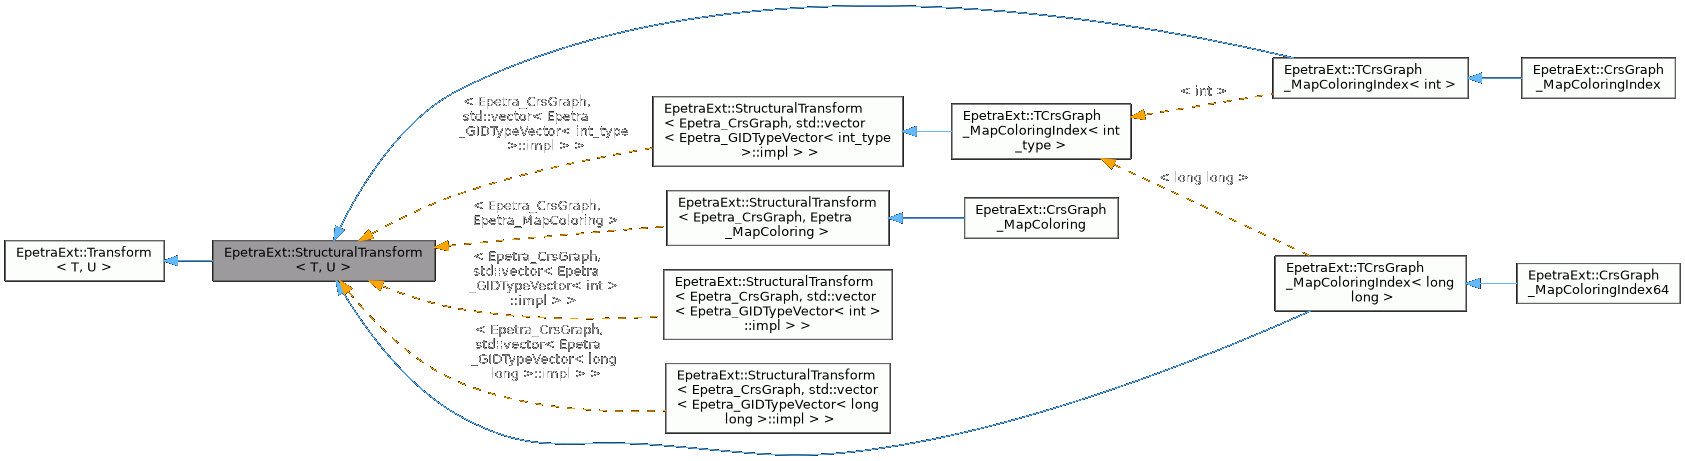 EpetraExt::Transform
< T, U >
EpetraExt::StructuralTransform
< T, U >
< Epetra_CrsGraph,
std::vector< Epetra
_GIDTypeVector< int_type
>::impl > >
< Epetra_CrsGraph,
Epetra_MapColoring >
< Epetra_CrsGraph,
std::vector< Epetra
_GIDTypeVector< int >
::impl > >
< Epetra_CrsGraph,
std::vector< Epetra
_GIDTypeVector< long
long >::impl > >
EpetraExt::StructuralTransform
< Epetra_CrsGraph, std::vector
< Epetra_GIDTypeVector< int_type
>::impl > >
EpetraExt::StructuralTransform
< Epetra_CrsGraph, Epetra
_MapColoring >
EpetraExt::StructuralTransform
< Epetra_CrsGraph, std::vector
< Epetra_GIDTypeVector< int >
::impl > >
EpetraExt::StructuralTransform
< Epetra_CrsGraph, std::vector
< Epetra_GIDTypeVector< long
long >::impl > >
EpetraExt::TCrsGraph
_MapColoringIndex< int
_type >
EpetraExt::CrsGraph
_MapColoring
< int >
< long long >
EpetraExt::TCrsGraph
_MapColoringIndex< int >
EpetraExt::TCrsGraph
_MapColoringIndex< long
long >
EpetraExt::CrsGraph
_MapColoringIndex
EpetraExt::CrsGraph
_MapColoringIndex64